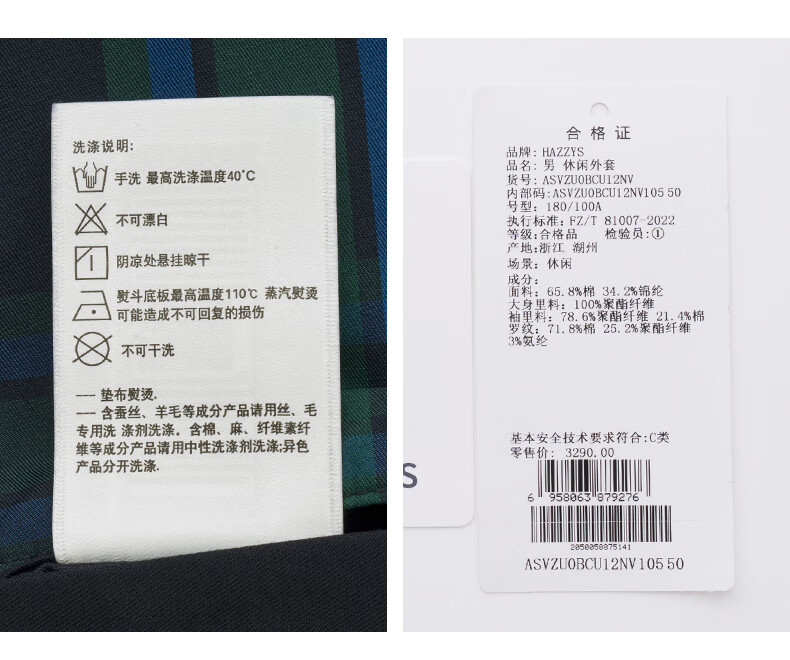 洗涤说明:
手洗 最高洗涤温度40°C
不可漂白
阴凉处悬挂晾干
熨斗底板最高温度110℃ 蒸汽熨烫
可能造成不可回复的损伤
不可干洗
--- 垫布熨烫.
--- 含蚕丝、羊毛等成分产品请用丝、毛
专用洗 涤剂洗涤。含棉、麻、纤维素纤
维等成分产品请用中性洗涤剂洗涤;异色
产品分开洗涤.
合格证
品牌: HAZZYS
品名: 男 休闲外套
货号: ASVZU0BCU12NV
内部码: ASVZU0BCU12NV105 50
号型: 180/100A
执行标准: FZ/T 81007-2022
等级:合格品 检验员:①
产地:浙江 湖州
场景: 休闲
成分:
面料: 65.8%棉 34.2%锦纶
大身里料: 100%聚酯纤维
袖里料: 78.6%聚酯纤维 21.4%棉
罗纹: 71.8%棉 25.2%聚酯纤维
3%氨纶
基本安全技术要求符合:C类
零售价: 3290.00
S
6 958063 879276
2050058875141
ASVZU0BCU12NV105 50